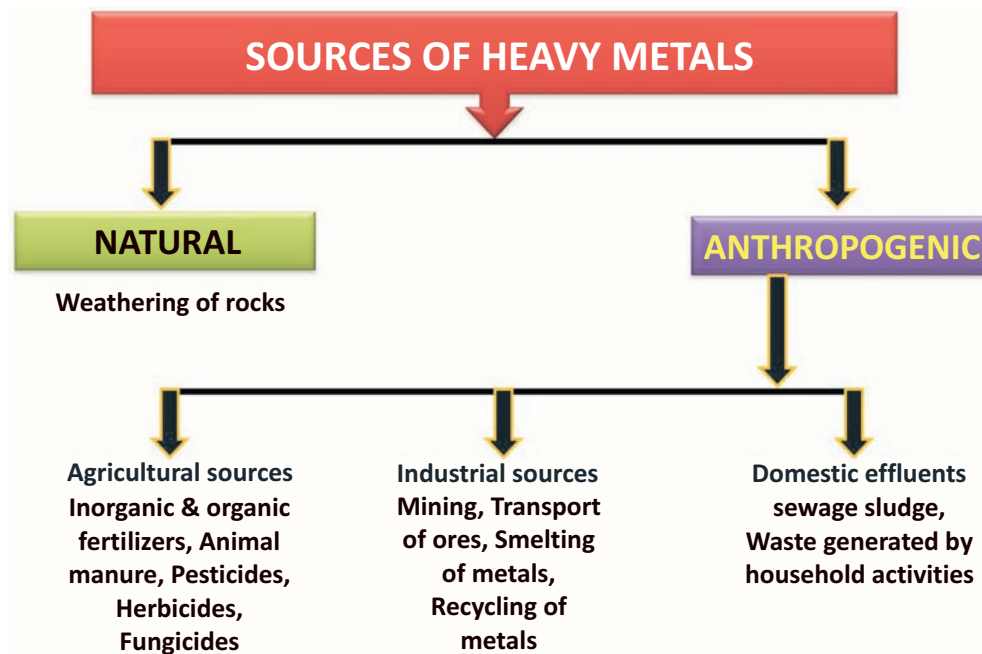 SOURCES OF HEAVY METALS
NATURAL
Weathering of rocks
ANTHROPOGENIC
Agricultural sources
Inorganic & organic
fertilizers, Animal
manure, Pesticides,
Herbicides,
Fungicides
Industrial sources
Mining, Transport
of ores, Smelting
of metals,
Recycling of
metals
Domestic effluents
sewage sludge,
Waste generated by
household activities